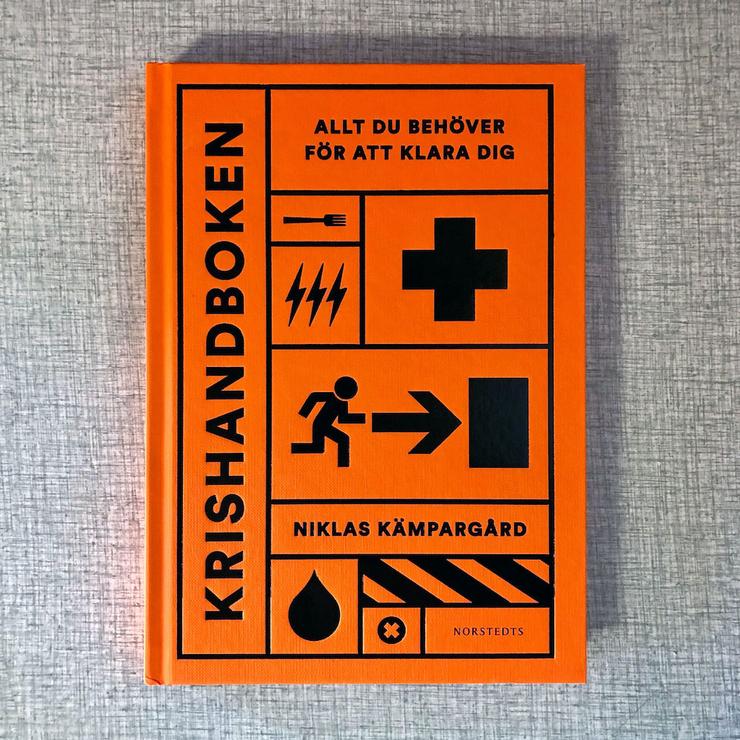 KRISHANDBOKEN
ALLT DU BEHÖVER
FÖR ATT KLARA DIG
NIKLAS KÄMPARGÅRD
NORSTEDTS